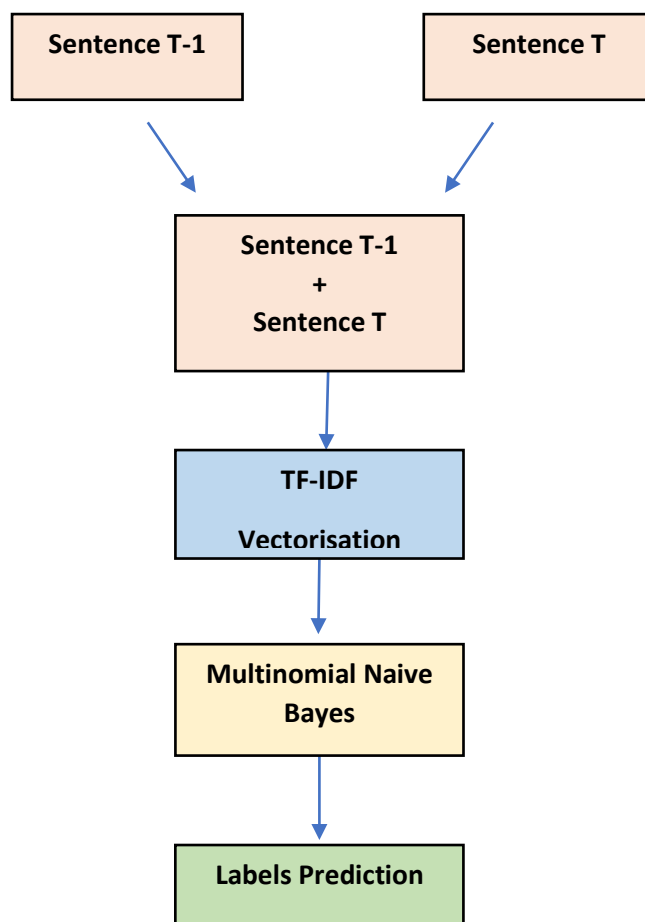 Sentence T-1
Sentence T
Sentence T-1
+
Sentence T
TF-IDF
Vectorisation
Multinomial Naive
Bayes
Labels Prediction